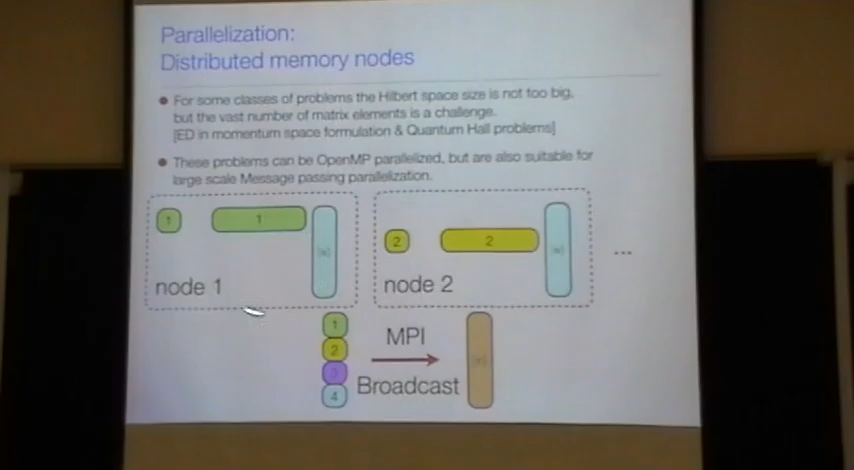 Parallelization:
Distributed memory nodes
For some classes of problems the Hilbert space size is not too big,
but the vast number of matrix elements is a challenge.
[ED in momentum space formulation & Quantum Hall problems]
These problems can be OpenMP parallelized, but are also suitable for
large scale Message passing parallelization.
1 1
node 1
2 2
node 2
...
1
2
3
4
MPI
Broadcast